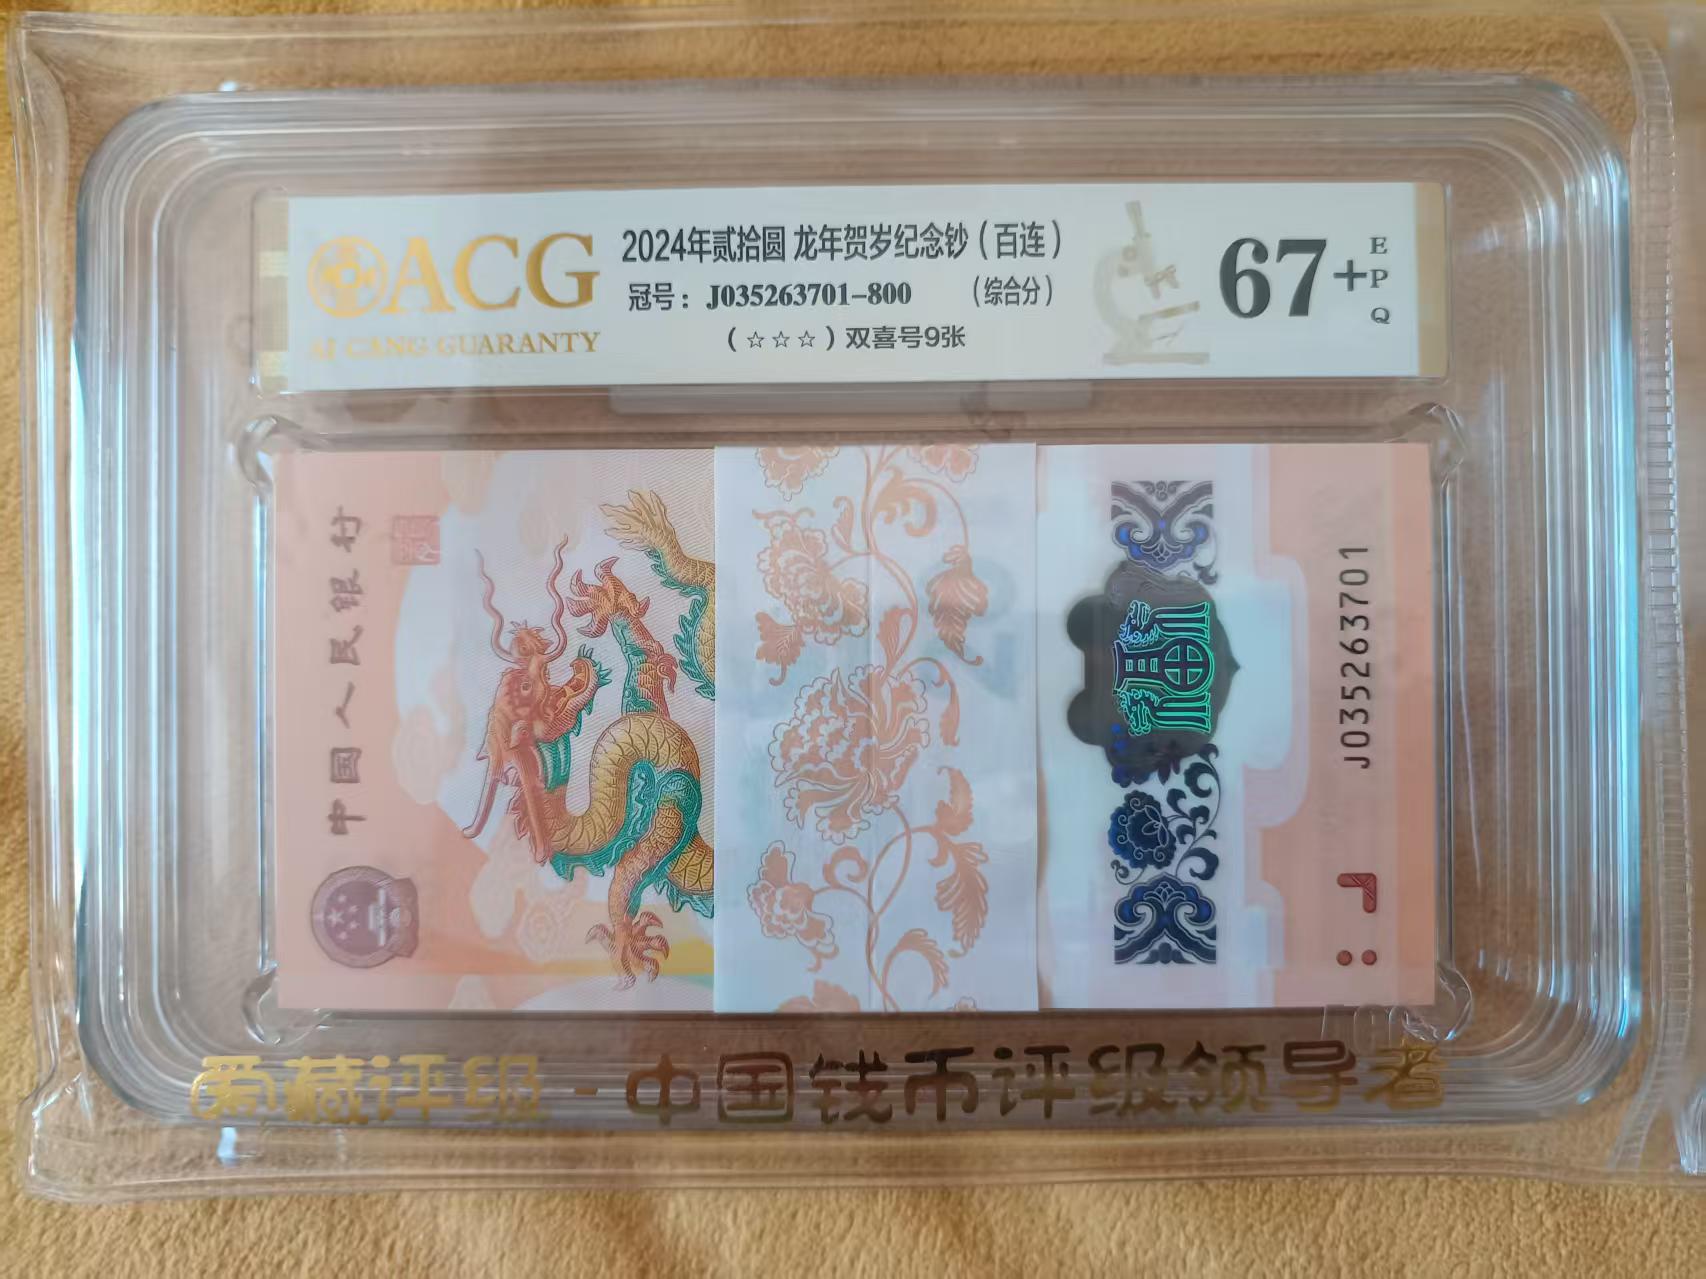 ACG
AI CANG GUARANTY
2024年贰拾圆 龙年贺岁纪念钞（百连）
冠号：J035263701-800 （综合分）
（☆☆☆）双喜号9张
67+
EPQ
中国人民银行
J035263701
爱藏评级-中国钱币评级领导者